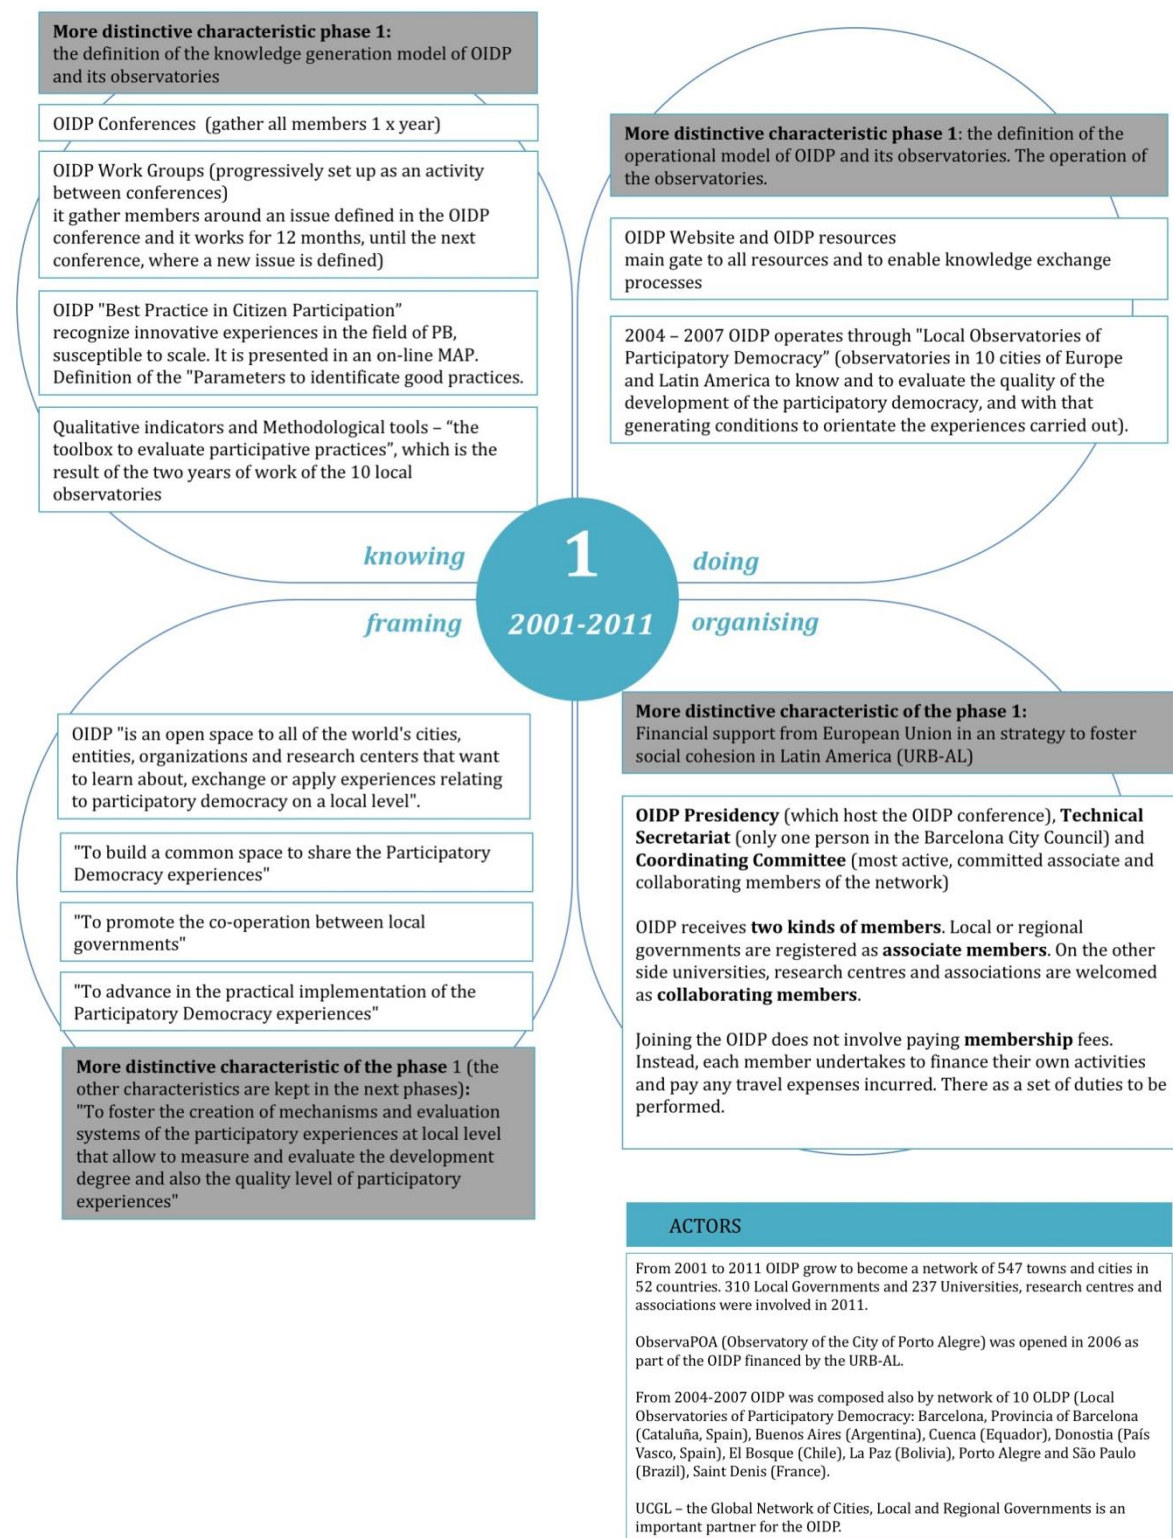 More distinctive characteristic phase 1:
the definition of the knowledge generation model of OIDP
and its observatories
OIDP Conferences  (gather all members 1 x year)
OIDP Work Groups (progressively set up as an activity
between conferences)
it gather members around an issue defined in the OIDP
conference and it works for 12 months, until the next
conference, where a new issue is defined)
OIDP "Best Practice in Citizen Participation”
recognize innovative experiences in the field of PB,
susceptible to scale. It is presented in an on-line MAP.
Definition of the "Parameters to identificate good practices.
Qualitative indicators and Methodological tools – “the
toolbox to evaluate participative practices”, which is the
result of the two years of work of the 10 local
observatories
More distinctive characteristic phase 1: the definition of the
operational model of OIDP and its observatories. The operation of
the observatories.
OIDP Website and OIDP resources
main gate to all resources and to enable knowledge exchange
processes
2004 – 2007 OIDP operates through "Local Observatories of
Participatory Democracy” (observatories in 10 cities of Europe
and Latin America to know and to evaluate the quality of the
development of the participatory democracy, and with that
generating conditions to orientate the experiences carried out).
knowing
1
doing
framing
2001-2011
organising
OIDP "is an open space to all of the world's cities,
entities, organizations and research centers that want
to learn about, exchange or apply experiences relating
to participatory democracy on a local level".
"To build a common space to share the Participatory
Democracy experiences"
"To promote the co-operation between local
governments"
"To advance in the practical implementation of the
Participatory Democracy experiences"
More distinctive characteristic of the phase 1 (the
other characteristics are kept in the next phases):
"To foster the creation of mechanisms and evaluation
systems of the participatory experiences at local level
that allow to measure and evaluate the development
degree and also the quality level of participatory
experiences"
More distinctive characteristic of the phase 1:
Financial support from European Union in an strategy to foster
social cohesion in Latin America (URB-AL)
OIDP Presidency (which host the OIDP conference), Technical
Secretariat (only one person in the Barcelona City Council) and
Coordinating Committee (most active, committed associate and
collaborating members of the network)
OIDP receives two kinds of members. Local or regional
governments are registered as associate members. On the other
side universities, research centres and associations are welcomed
as collaborating members.
Joining the OIDP does not involve paying membership fees.
Instead, each member undertakes to finance their own activities
and pay any travel expenses incurred. There as a set of duties to be
performed.
ACTORS
From 2001 to 2011 OIDP grow to become a network of 547 towns and cities in
52 countries. 310 Local Governments and 237 Universities, research centres and
associations were involved in 2011.
ObservaPOA (Observatory of the City of Porto Alegre) was opened in 2006 as
part of the OIDP financed by the URB-AL.
From 2004-2007 OIDP was composed also by network of 10 OLDP (Local
Observatories of Participatory Democracy: Barcelona, Provincia of Barcelona
(Cataluña, Spain), Buenos Aires (Argentina), Cuenca (Equador), Donostia (País
Vasco, Spain), El Bosque (Chile), La Paz (Bolivia), Porto Alegre and São Paulo
(Brazil), Saint Denis (France).
UCGL – the Global Network of Cities, Local and Regional Governments is an
important partner for the OIDP.